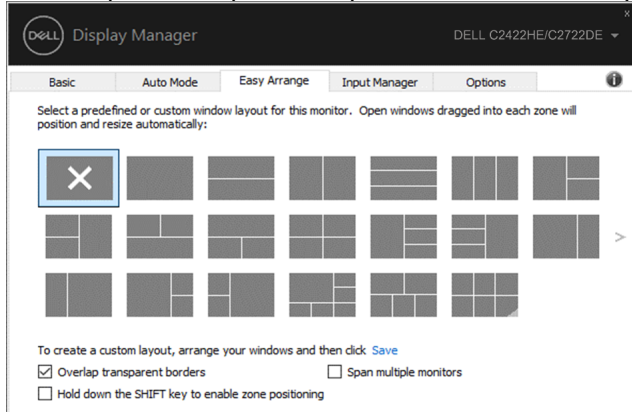 x
DELL Display Manager DELL C2422HE/C2722DE
Basic Auto Mode Easy Arrange Input Manager Options
Select a predefined or custom window layout for this monitor. Open windows dragged into each zone will
position and resize automatically:
>
To create a custom layout, arrange your windows and then click Save
Overlap transparent borders Span multiple monitors
Hold down the SHIFT key to enable zone positioning